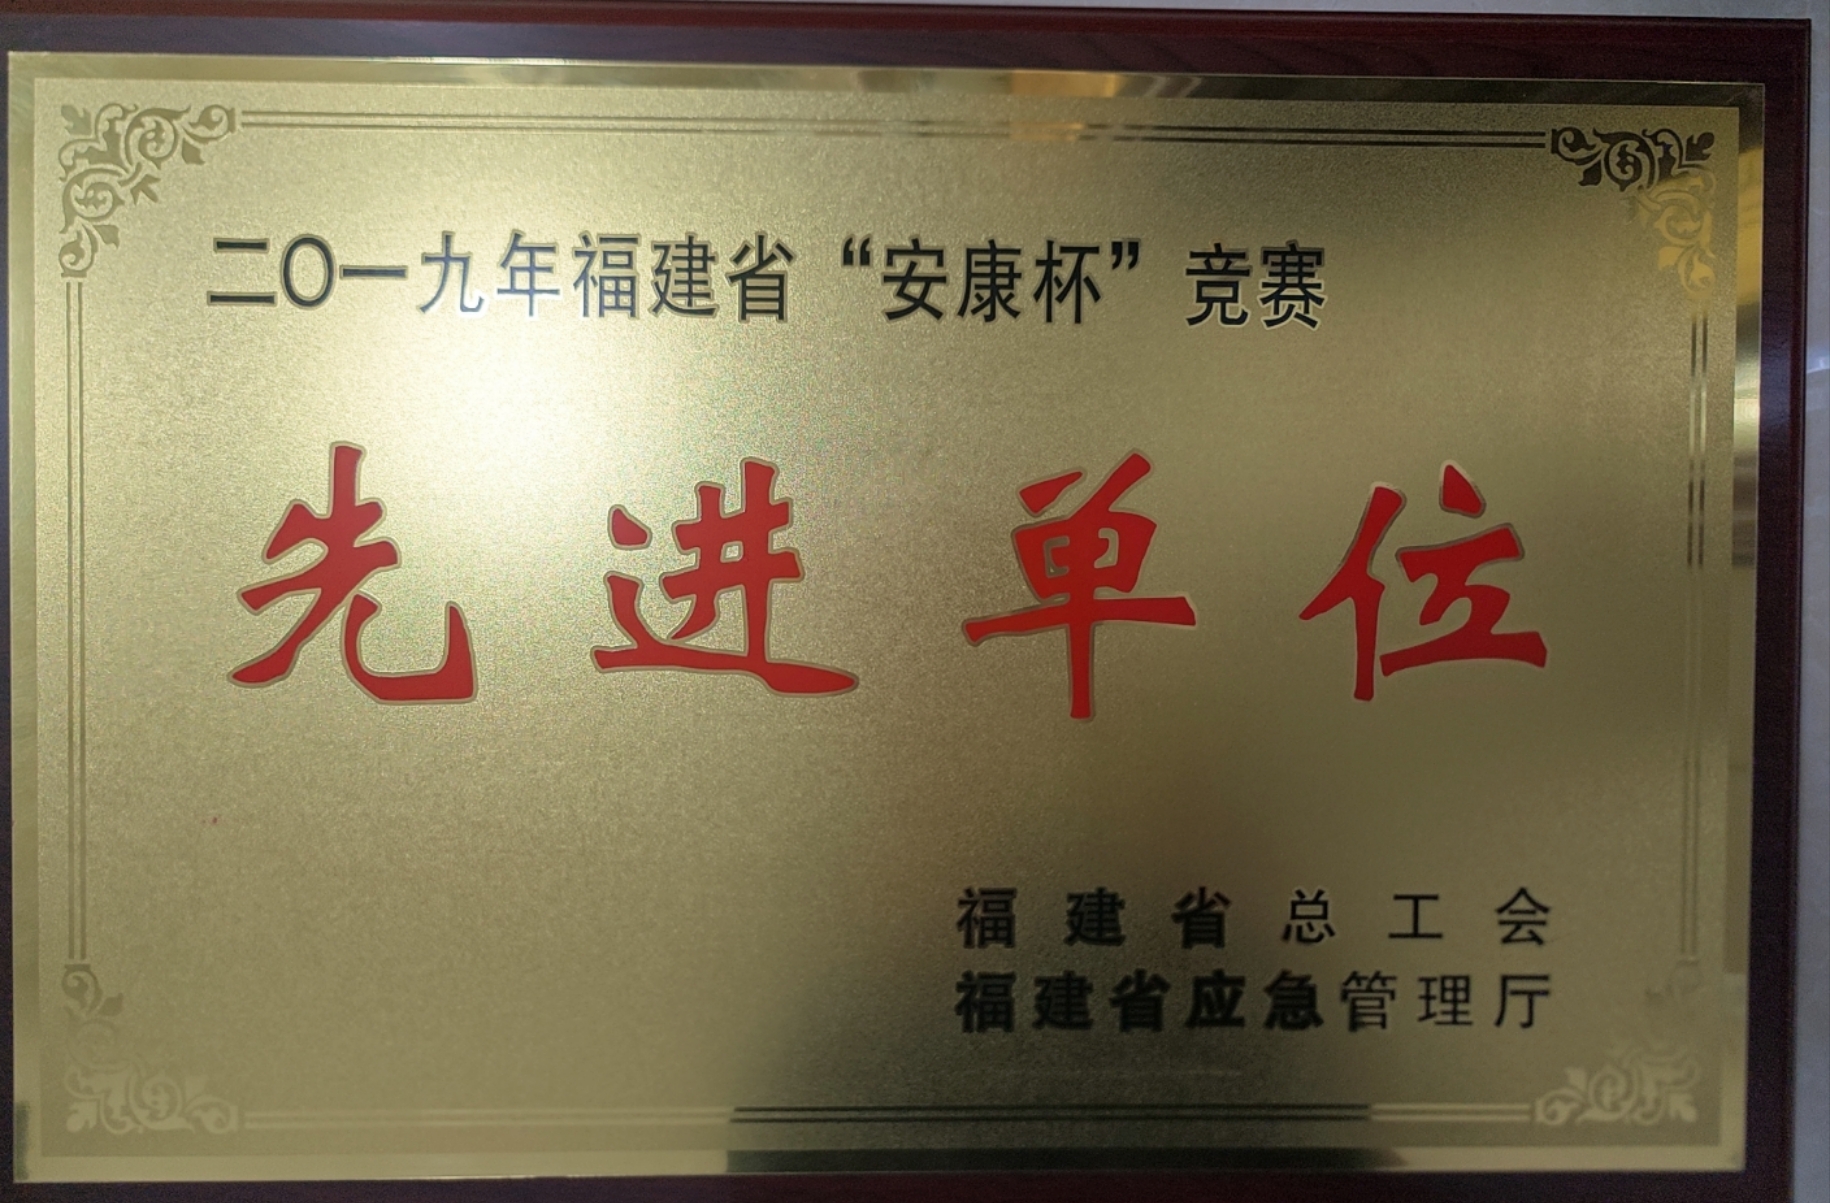 二〇一九年福建省“安康杯”竞赛
先进单位
福建省总工会
福建省应急管理厅